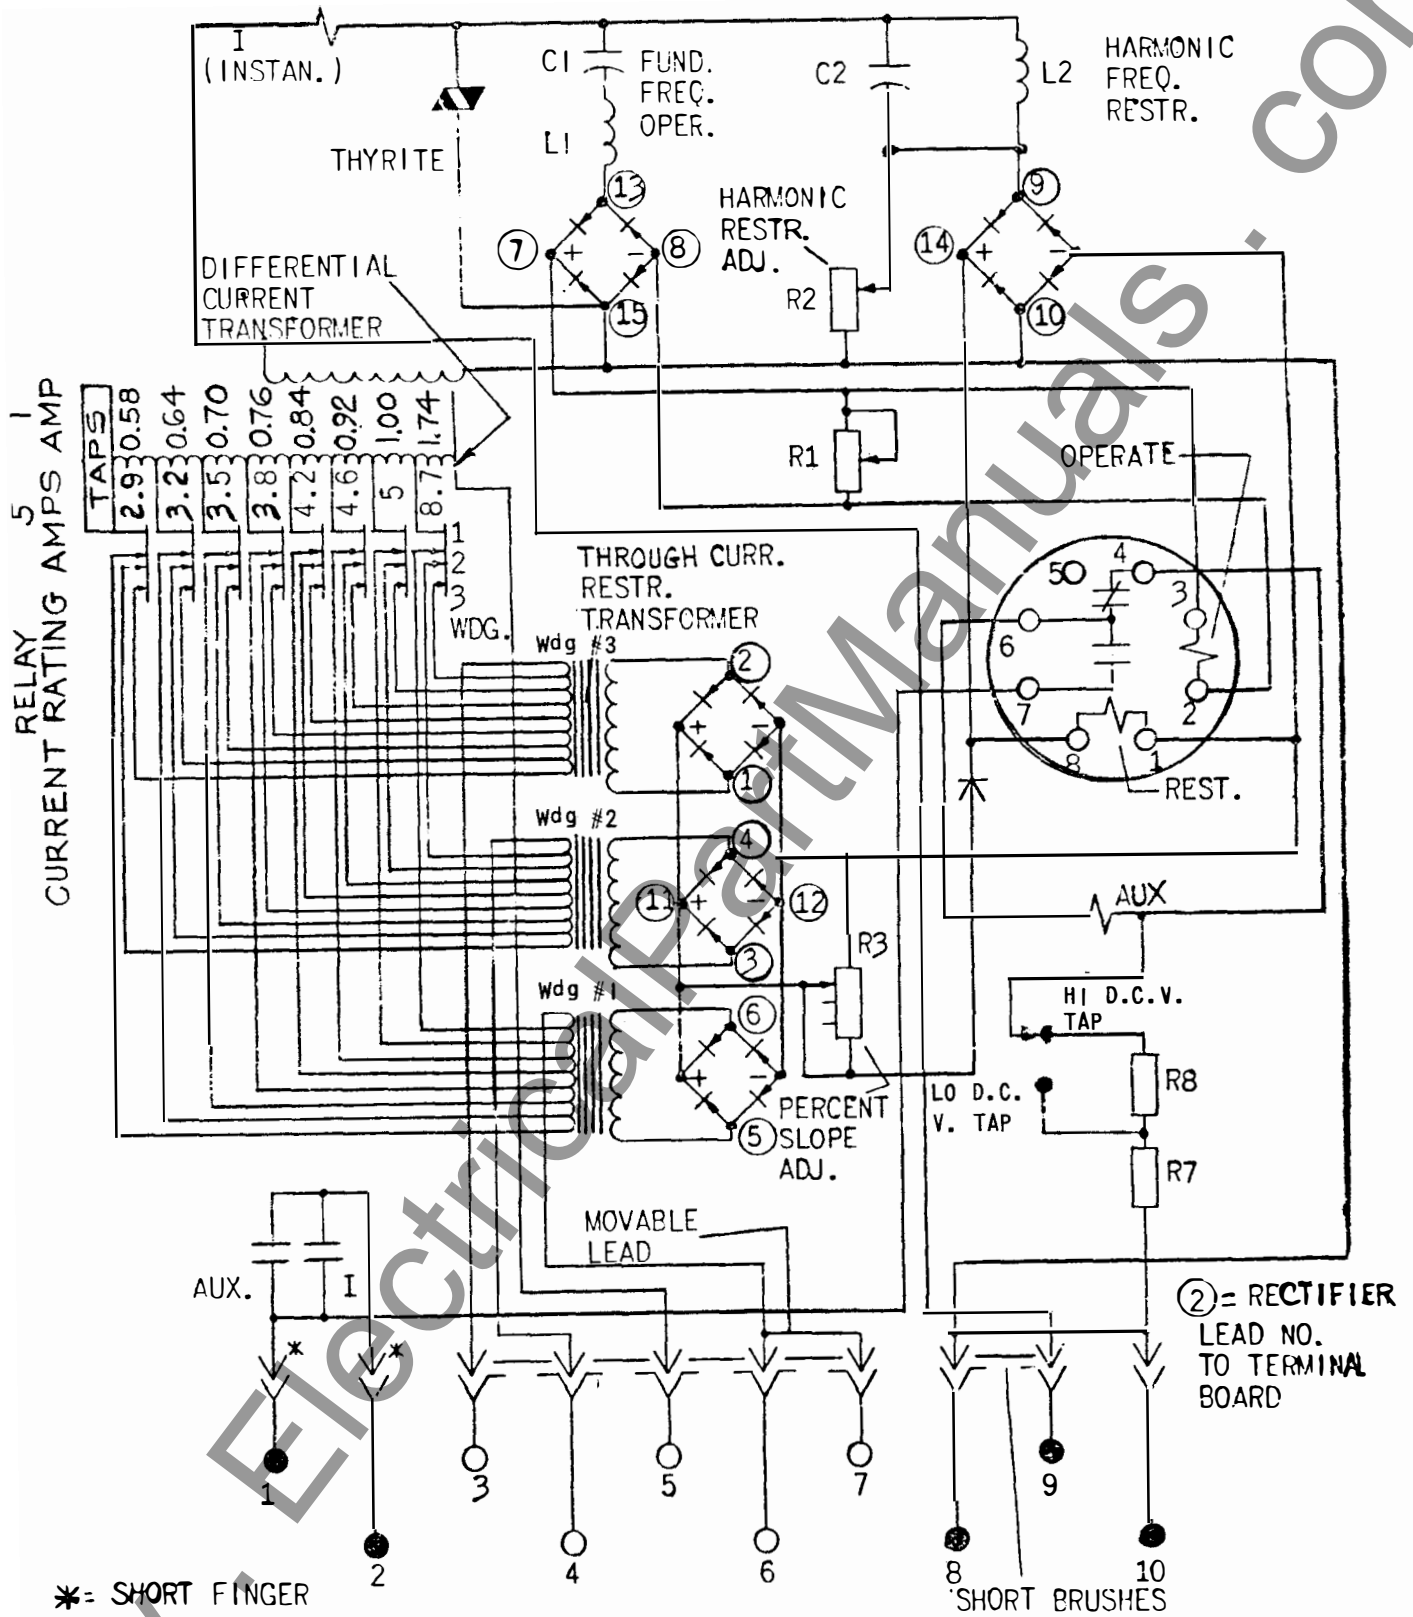 I
(INSTAN.)
C1
FUND.
FREQ.
OPER.
L1
C2
L2
HARMONIC
FREQ.
RESTR.
THYRITE
13
7
+
-
8
15
HARMONIC
RESTR.
ADJ.
R2
9
14
+
-
10
DIFFERENTIAL
CURRENT
TRANSFORMER
RELAY 5 1
CURRENT RATING AMPS AMP
TAPS
2.9 0.58
3.2 0.64
3.5 0.70
3.8 0.76
4.2 0.84
4.6 0.92
5 1.00
8.7 1.74
1
2
3
WDG.
R1
OPERATE
THROUGH CURR.
RESTR.
TRANSFORMER
5
4
3
6
7
2
8
1
REST.
Wdg #3
2
-
1
Wdg #2
4
11
+
-
12
3
R3
AUX
Wdg #1
6
+
-
5
PERCENT
SLOPE
ADJ.
HI D.C.V.
TAP
LO D.C.
V. TAP
R8
R7
AUX.
I
MOVABLE
LEAD
2 = RECTIFIER
LEAD NO.
TO TERMINAL
BOARD
*
*
1
2
3
4
5
6
7
8
9
10
*= SHORT FINGER
SHORT BRUSHES
. ElectricalPartManuals . com